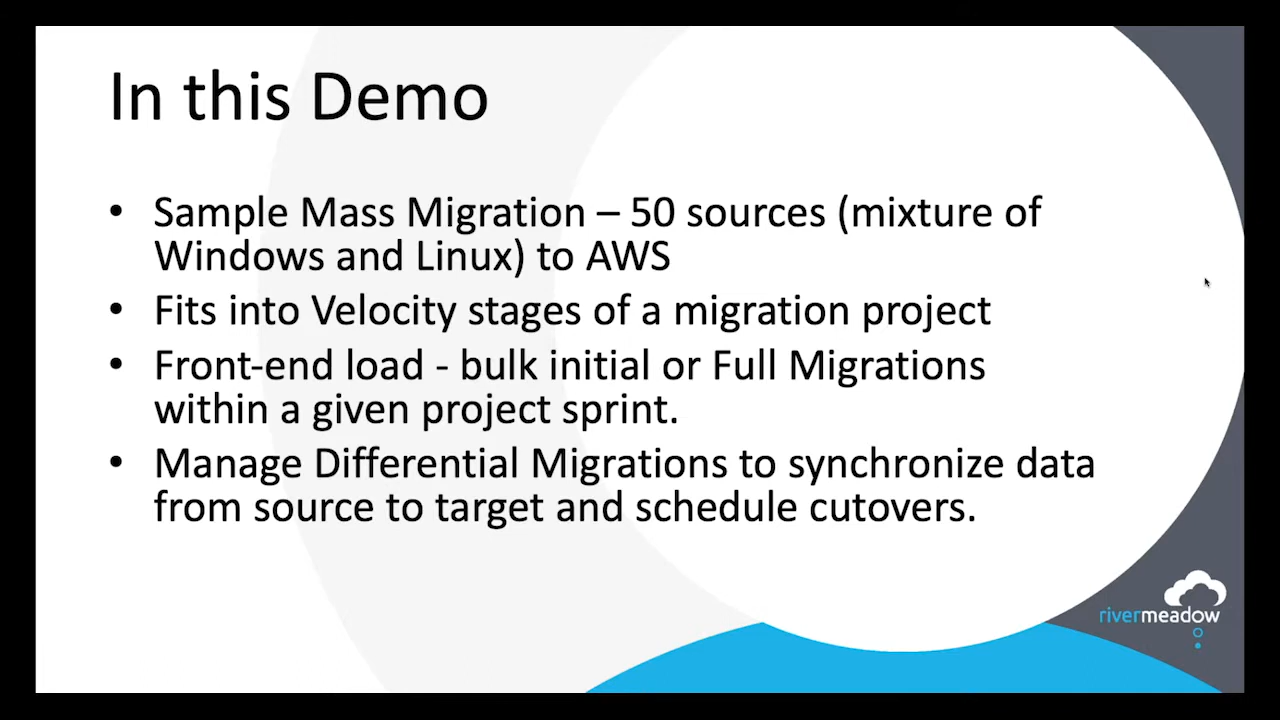 In this Demo
• Sample Mass Migration – 50 sources (mixture of
Windows and Linux) to AWS
• Fits into Velocity stages of a migration project
• Front-end load - bulk initial or Full Migrations
within a given project sprint.
• Manage Differential Migrations to synchronize data
from source to target and schedule cutovers.
rivermeadow